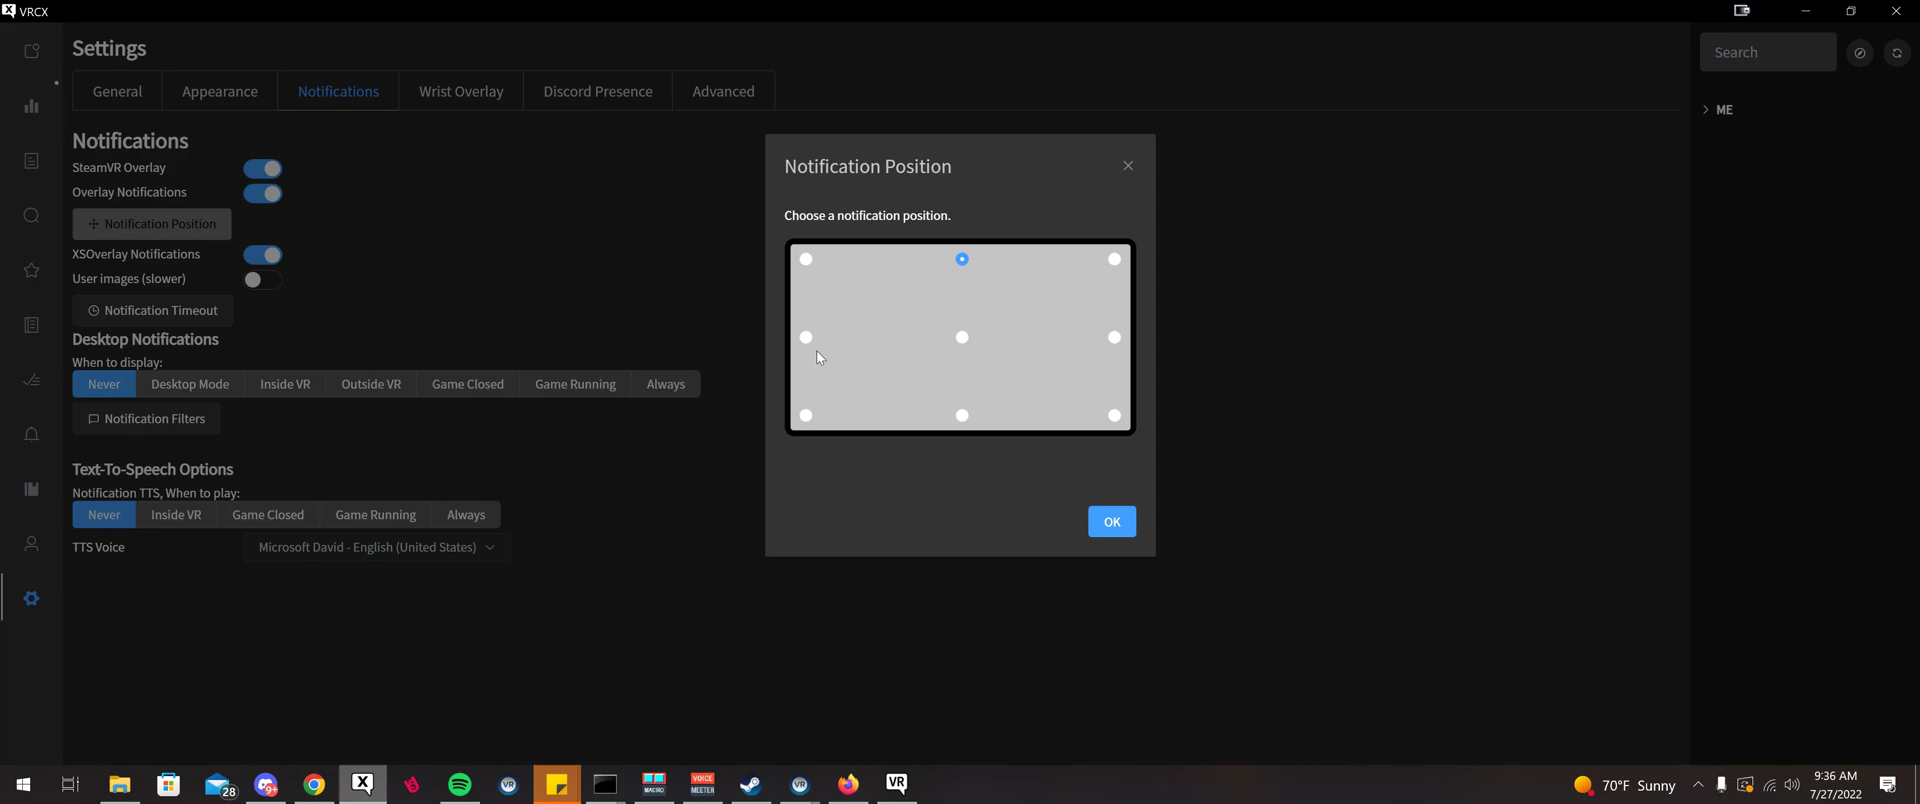 VRCX
Settings
Search
General
Appearance
Notifications
Wrist Overlay
Discord Presence
Advanced
ME
Notifications
SteamVR Overlay
Overlay Notifications
Notification Position
XSOverlay Notifications
User images (slower)
Notification Timeout
Desktop Notifications
When to display:
Never
Desktop Mode
Inside VR
Outside VR
Game Closed
Game Running
Always
Notification Filters
Text-To-Speech Options
Notification TTS, When to play:
Never
Inside VR
Game Closed
Game Running
Always
TTS Voice
Microsoft David - English (United States)
Notification Position
Choose a notification position.
OK
28
9+
X
VR
MACRO
VOICE
MEETER
VR
VR
70°F Sunny
9:36 AM
7/27/2022